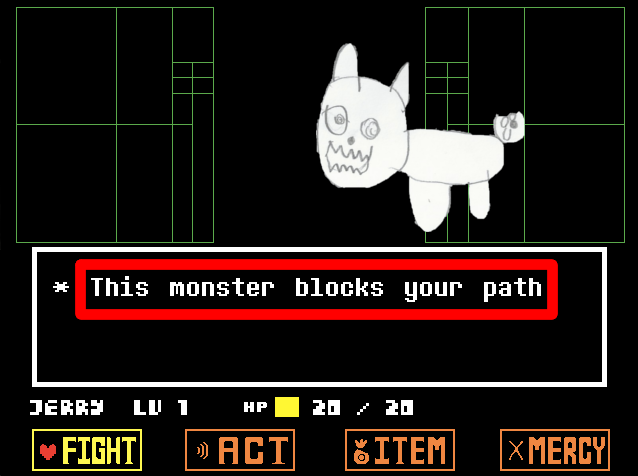 * This monster blocks your path
JERRY LV 1 HP 20 / 20
FIGHT ACT ITEM MERCY